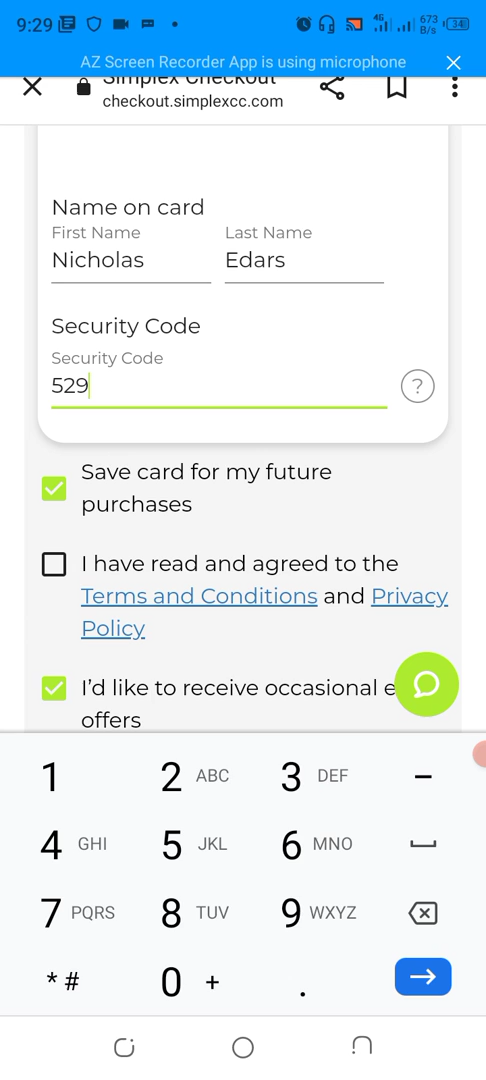 9:29 4G 673 B/s 34
AZ Screen Recorder App is using microphone
Simplex Checkout
checkout.simplexcc.com
Name on card
First Name Last Name
Nicholas Edars
Security Code
Security Code
529
?
Save card for my future
purchases
I have read and agreed to the
Terms and Conditions and Privacy
Policy
I'd like to receive occasional e
offers
1 2 ABC 3 DEF -
4 GHI 5 JKL 6 MNO
7 PQRS 8 TUV 9 WXYZ
* # 0 + .